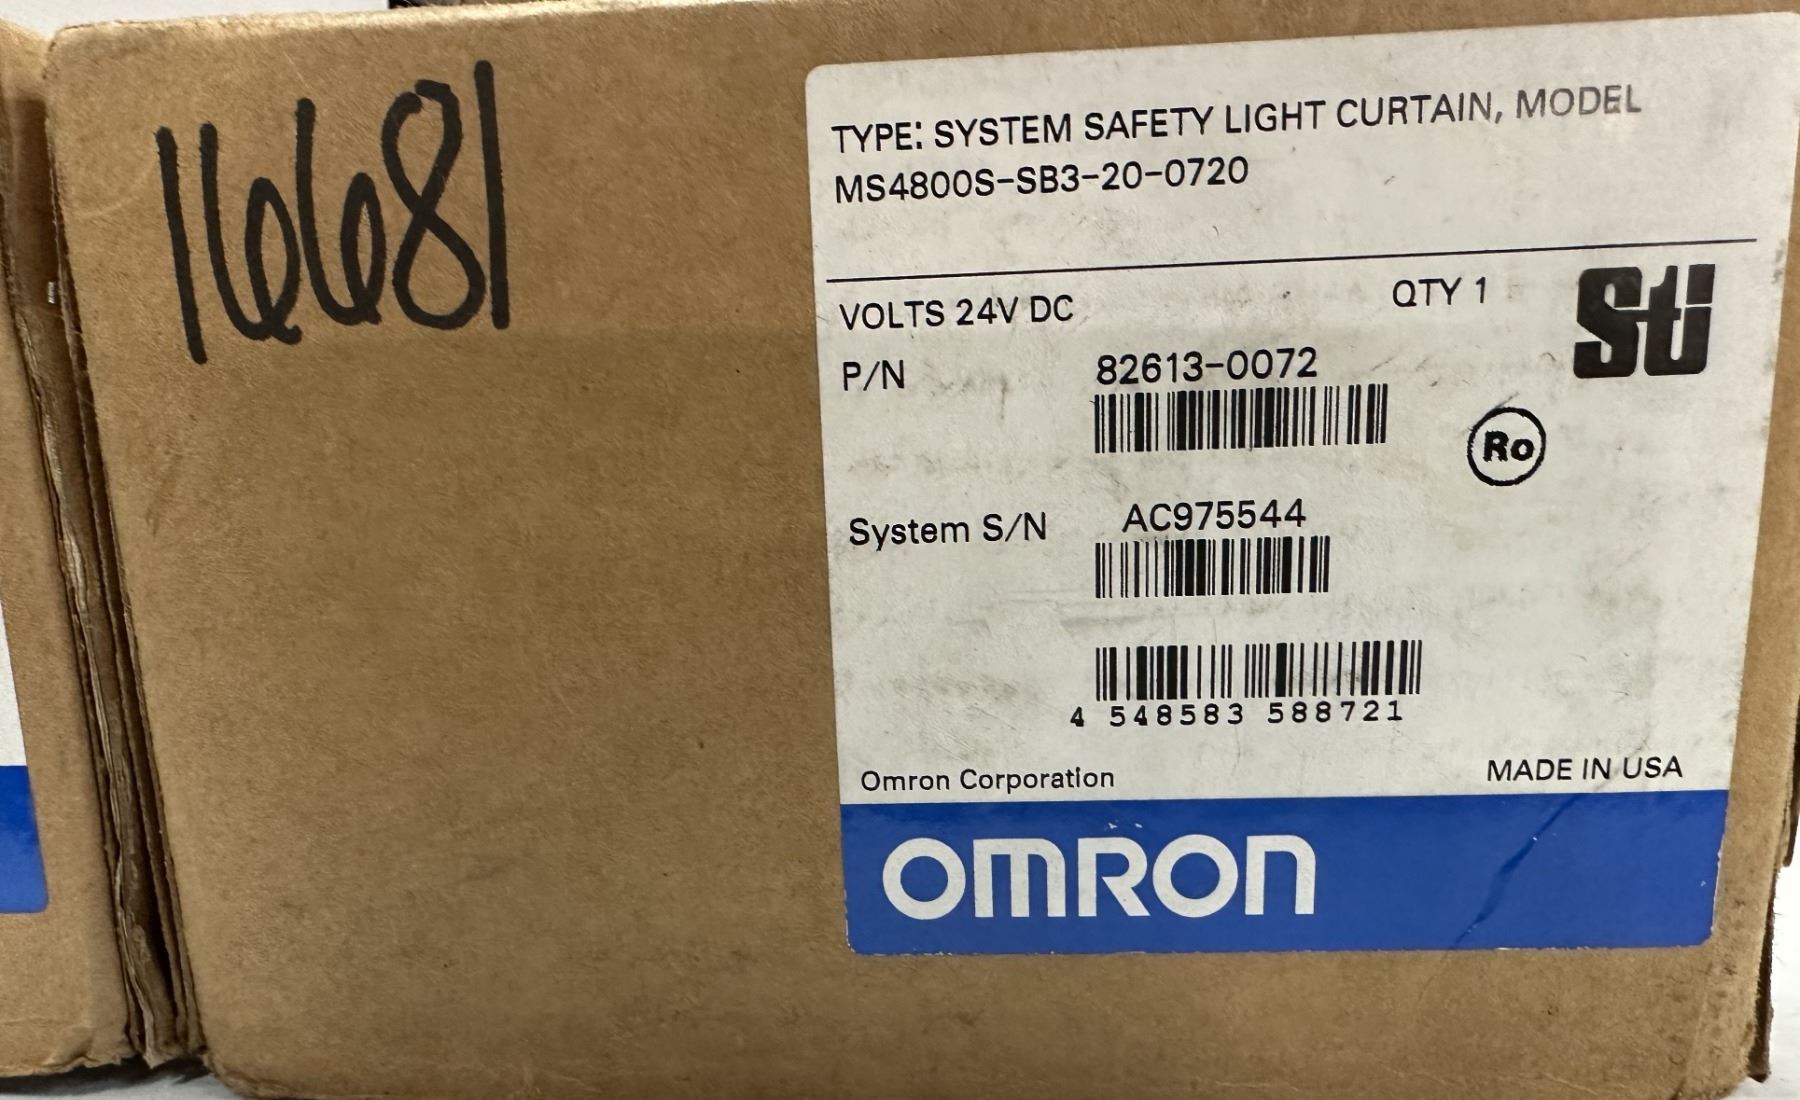 16681
TYPE: SYSTEM SAFETY LIGHT CURTAIN, MODEL
MS4800S-SB3-20-0720
VOLTS 24V DC QTY 1
Sti
P/N 82613-0072
Ro
System S/N AC975544
4 548583 588721
Omron Corporation MADE IN USA
OMRON